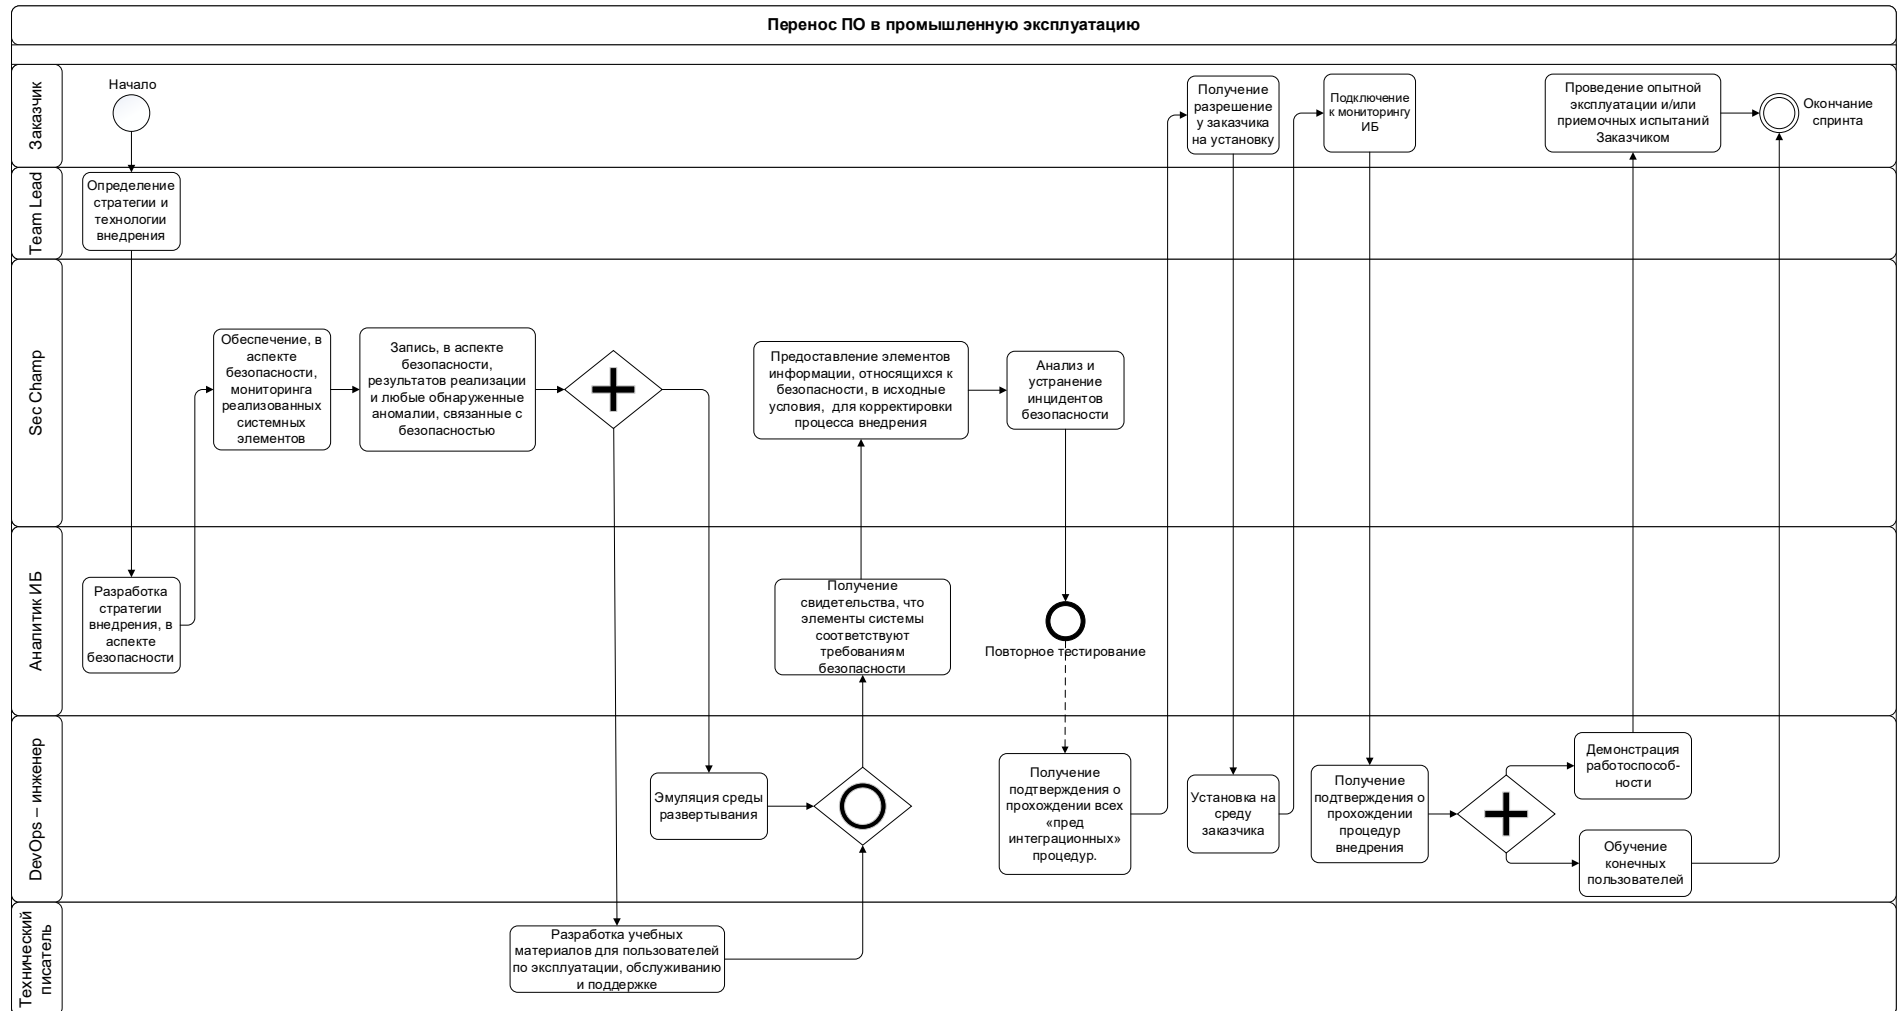 Перенос ПО в промышленную эксплуатацию
Заказчик
Начало
Получение
разрешение
у заказчика
на установку
Подключение
к мониторингу
ИБ
Проведение опытной
эксплуатации и/или
приемочных испытаний
Заказчиком
Окончание
спринта
Team Lead
Определение
стратегии и
технологии
внедрения
Sec Champ
Обеспечение, в
аспекте
безопасности,
мониторинга
реализованных
системных
элементов
Запись, в аспекте
безопасности,
результатов реализации
и любые обнаруженные
аномалии, связанные с
безопасностью
Предоставление элементов
информации, относящихся к
безопасности, в исходные
условия, для корректировки
процесса внедрения
Анализ и
устранение
инцидентов
безопасности
Аналитик ИБ
Разработка
стратегии
внедрения, в
аспекте
безопасности
Получение
свидетельства, что
элементы системы
соответствуют
требованиям
безопасности
Повторное тестирование
DevOps – инженер
Эмуляция среды
развертывания
Получение
подтверждения о
прохождении всех
«пред
интеграционных»
процедур.
Установка на
среду
заказчика
Получение
подтверждения о
прохождении
процедур
внедрения
Демонстрация
работоспособ-
ности
Обучение
конечных
пользователей
Технический
писатель
Разработка учебных
материалов для пользователей
по эксплуатации, обслуживанию
и поддержке